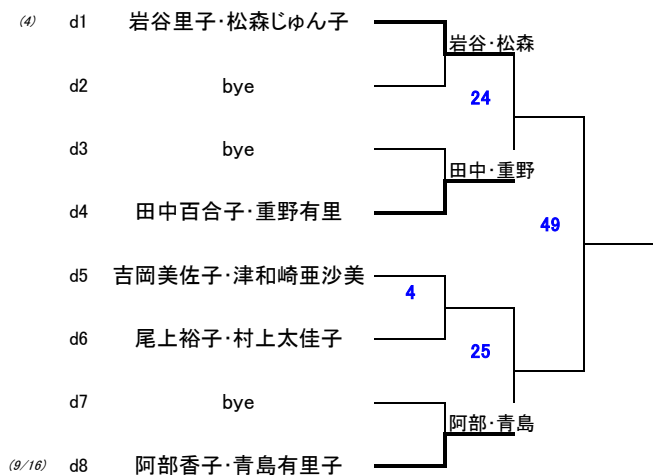 (4) d1 岩谷里子・松森じゅん子
岩谷・松森
d2 bye
24
d3 bye
田中・重野
d4 田中百合子・重野有里
49
d5 吉岡美佐子・津和崎亜沙美
4
d6 尾上裕子・村上太佳子
25
d7 bye
阿部・青島
(9/16) d8 阿部香子・青島有里子